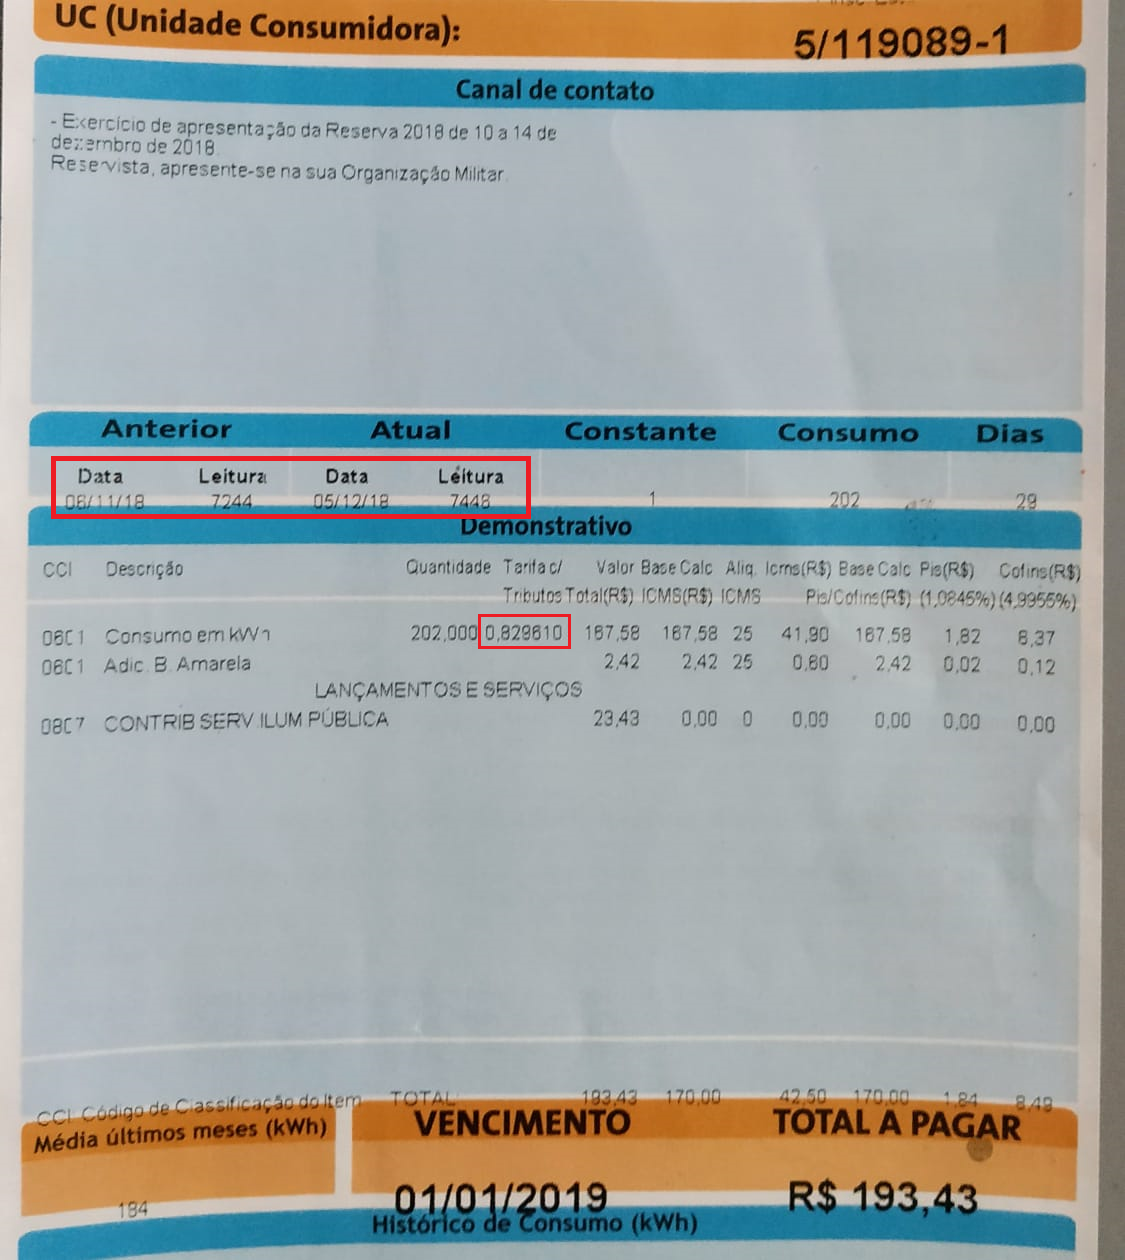 UC (Unidade Consumidora):
5/119089-1
Canal de contato
- Exercício de apresentação da Reserva 2018 de 10 a 14 de
dezembro de 2018.
Reservista, apresente-se na sua Organização Militar.
Anterior Atual Constante Consumo Dias
Data Leitura Data Leitura
06/11/18 7244 05/12/18 7446 1 202 29
Demonstrativo
CCI Descrição Quantidade Tarifa c/ Valor Base Calc Aliq. Icms(R$) Base Calc Pis(R$) Cofins(R$)
Tributos Total(R$) ICMS(R$) ICMS Pis/Cofins(R$) (1,0845%) (4,9955%)
0601 Consumo em kWh 202,000 0,829610 167,58 167,58 25 41,90 167,58 1,82 8,37
0601 Adic. B. Amarela 2,42 2,42 25 0,60 2,42 0,02 0,12
LANÇAMENTOS E SERVIÇOS
0807 CONTRIB SERV ILUM PÚBLICA 23,43 0,00 0 0,00 0,00 0,00 0,00
CCI: Código de Classificação do Item TOTAL: 193,43 170,00 42,50 170,00 1,84 8,49
Média últimos meses (kWh) VENCIMENTO TOTAL A PAGAR
184 01/01/2019 R$ 193,43
Histórico de Consumo (kWh)